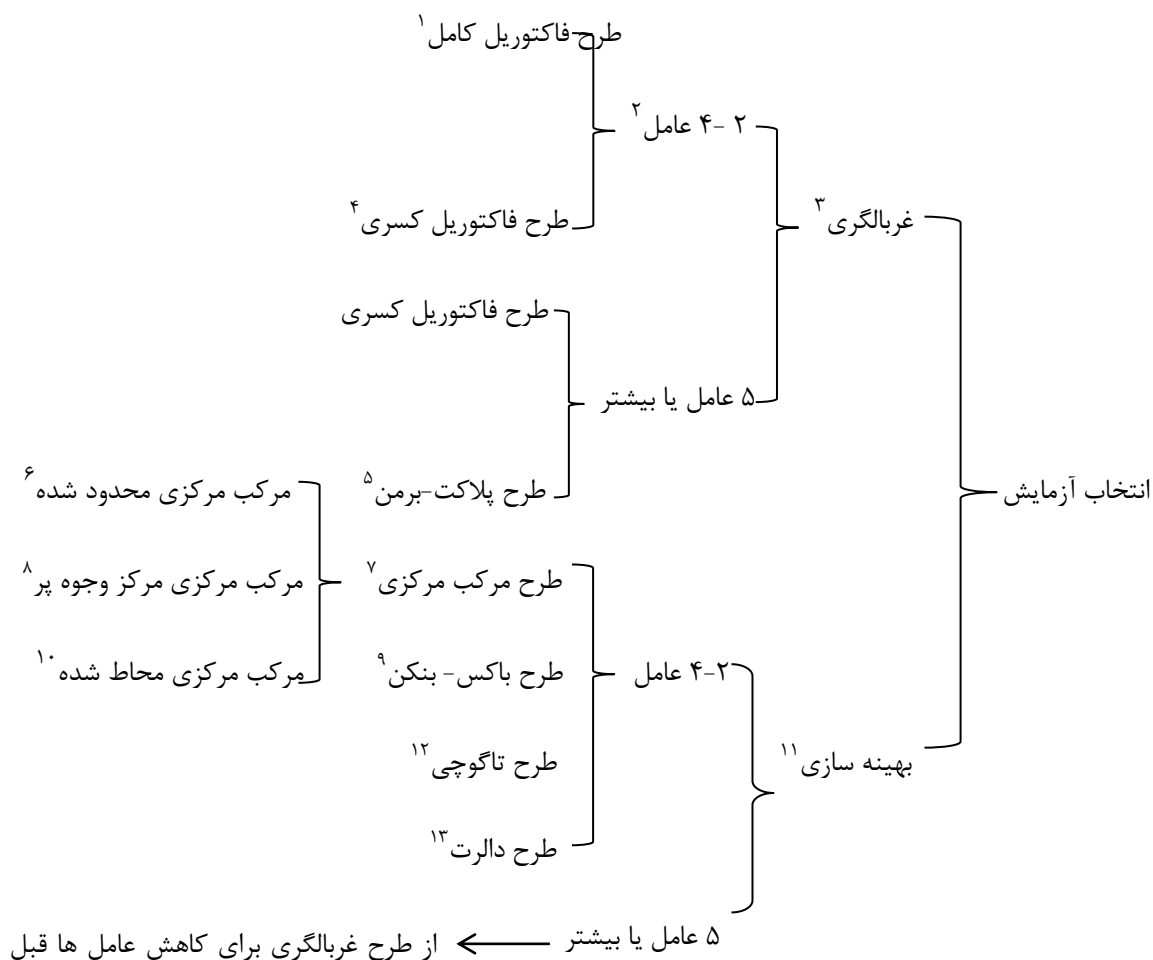 طرح فاکتوریل کامل۱
۲ -۴ عامل۲
غربالگری۳
طرح فاکتوریل کسری۴
طرح فاکتوریل کسری
۵ عامل یا بیشتر
انتخاب آزمایش
طرح پلاکت-برمن۵
مرکب مرکزی محدود شده۶
طرح مرکب مرکزی۷
مرکب مرکزی مرکز وجوه پر۸
۲-۴ عامل
طرح باکس- بنکن۹
مرکب مرکزی محاط شده۱۰
بهینه سازی۱۱
طرح تاگوچی۱۲
طرح دالرت۱۳
۵ عامل یا بیشتر
از طرح غربالگری برای کاهش عامل ها قبل